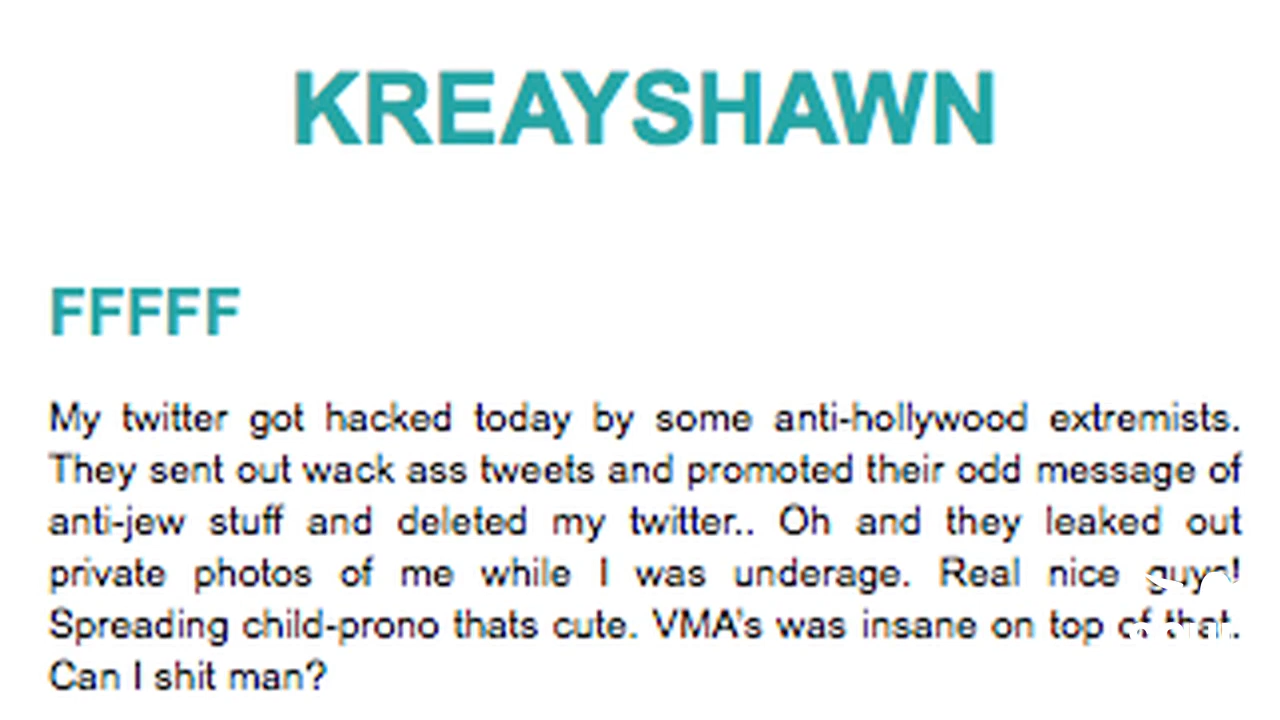 KREAYSHAWN
FFFFF
My twitter got hacked today by some anti-hollywood extremists.
They sent out wack ass tweets and promoted their odd message of
anti-jew stuff and deleted my twitter.. Oh and they leaked out
private photos of me while I was underage. Real nice guys!
Spreading child-prono thats cute. VMA's was insane on top of that.
Can I shit man?